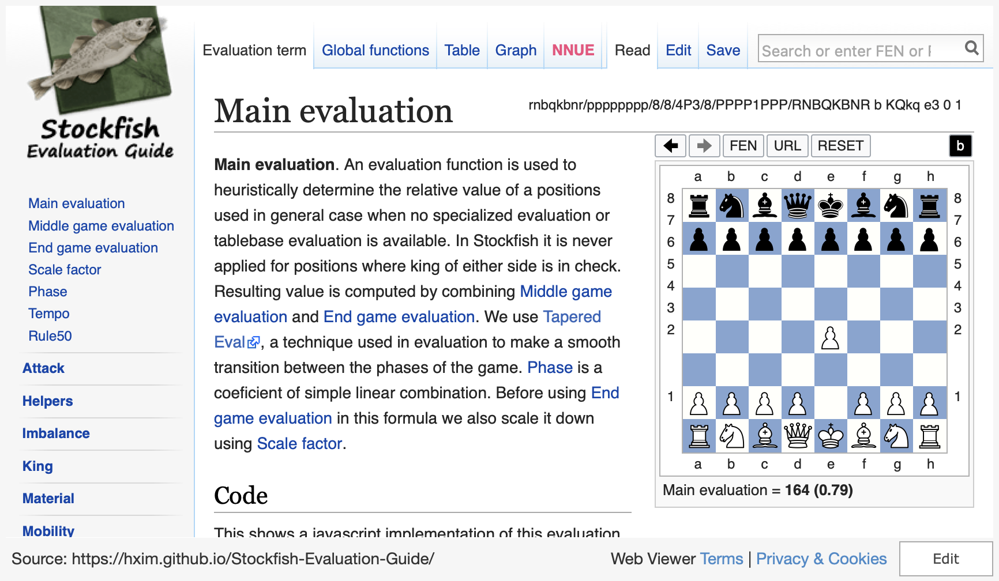 Stockfish
Evaluation Guide
Evaluation term
Global functions
Table
Graph
NNUE
Read
Edit
Save
Search or enter FEN or
Main evaluation
Middle game evaluation
End game evaluation
Scale factor
Phase
Tempo
Rule50
Attack
Helpers
Imbalance
King
Material
Mobility
Main evaluation
rnbqkbnr/pppppppp/8/8/4P3/8/PPPP1PPP/RNBQKBNR b KQkq e3 0 1
Main evaluation. An evaluation function is used to
heuristically determine the relative value of a positions
used in general case when no specialized evaluation or
tablebase evaluation is available. In Stockfish it is never
applied for positions where king of either side is in check.
Resulting value is computed by combining Middle game
evaluation and End game evaluation. We use Tapered
Eval, a technique used in evaluation to make a smooth
transition between the phases of the game. Phase is a
coeficient of simple linear combination. Before using End
game evaluation in this formula we also scale it down
using Scale factor.
Code
This shows a javascript implementation of this evaluation
FEN
URL
RESET
b
a b c d e f g h
8 8
7 7
6 6
5 5
4 4
3 3
2 2
1 1
a b c d e f g h
Main evaluation = 164 (0.79)
Source: https://hxim.github.io/Stockfish-Evaluation-Guide/
Web Viewer Terms | Privacy & Cookies
Edit